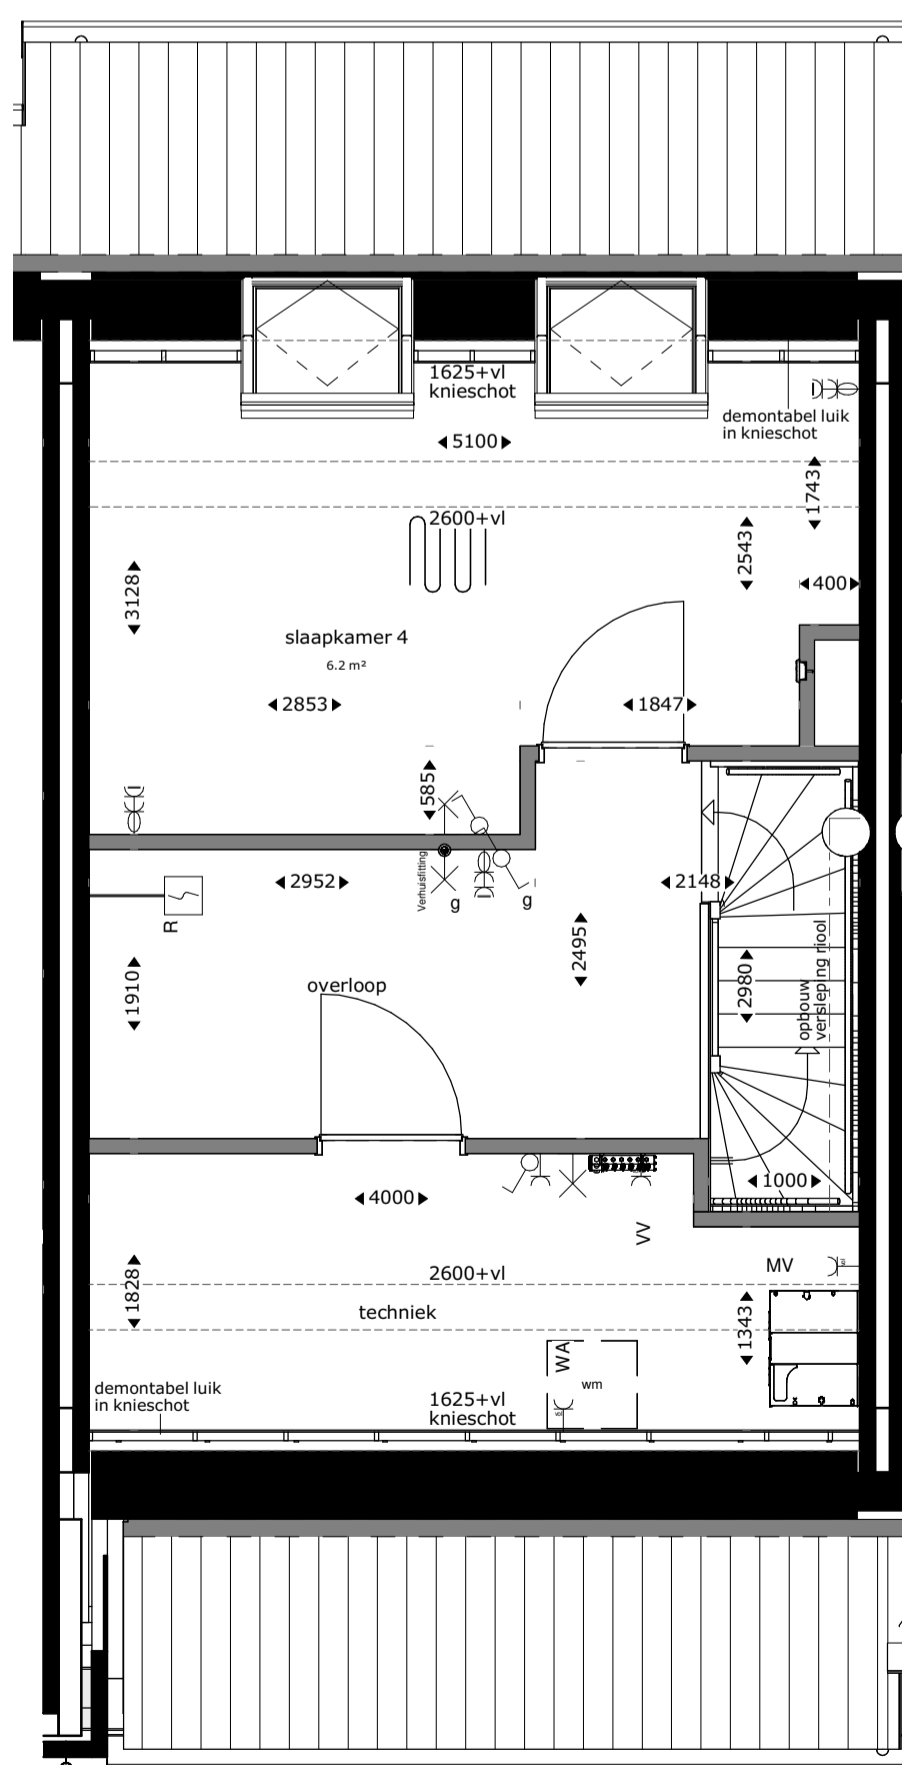 1625+vl
knieschot
demontabel luik
in knieschot
5100
1743
2600+vl
2543
3128
400
slaapkamer 4
6.2 m²
2853
1847
585
Verhuisfitting
g
g
2952
2148
R
2495
1910
2980
opbouw
versleping riool
overloop
1000
4000
VV
MV
1828
2600+vl
techniek
1343
WA
wm
demontabel luik
in knieschot
1625+vl
knieschot